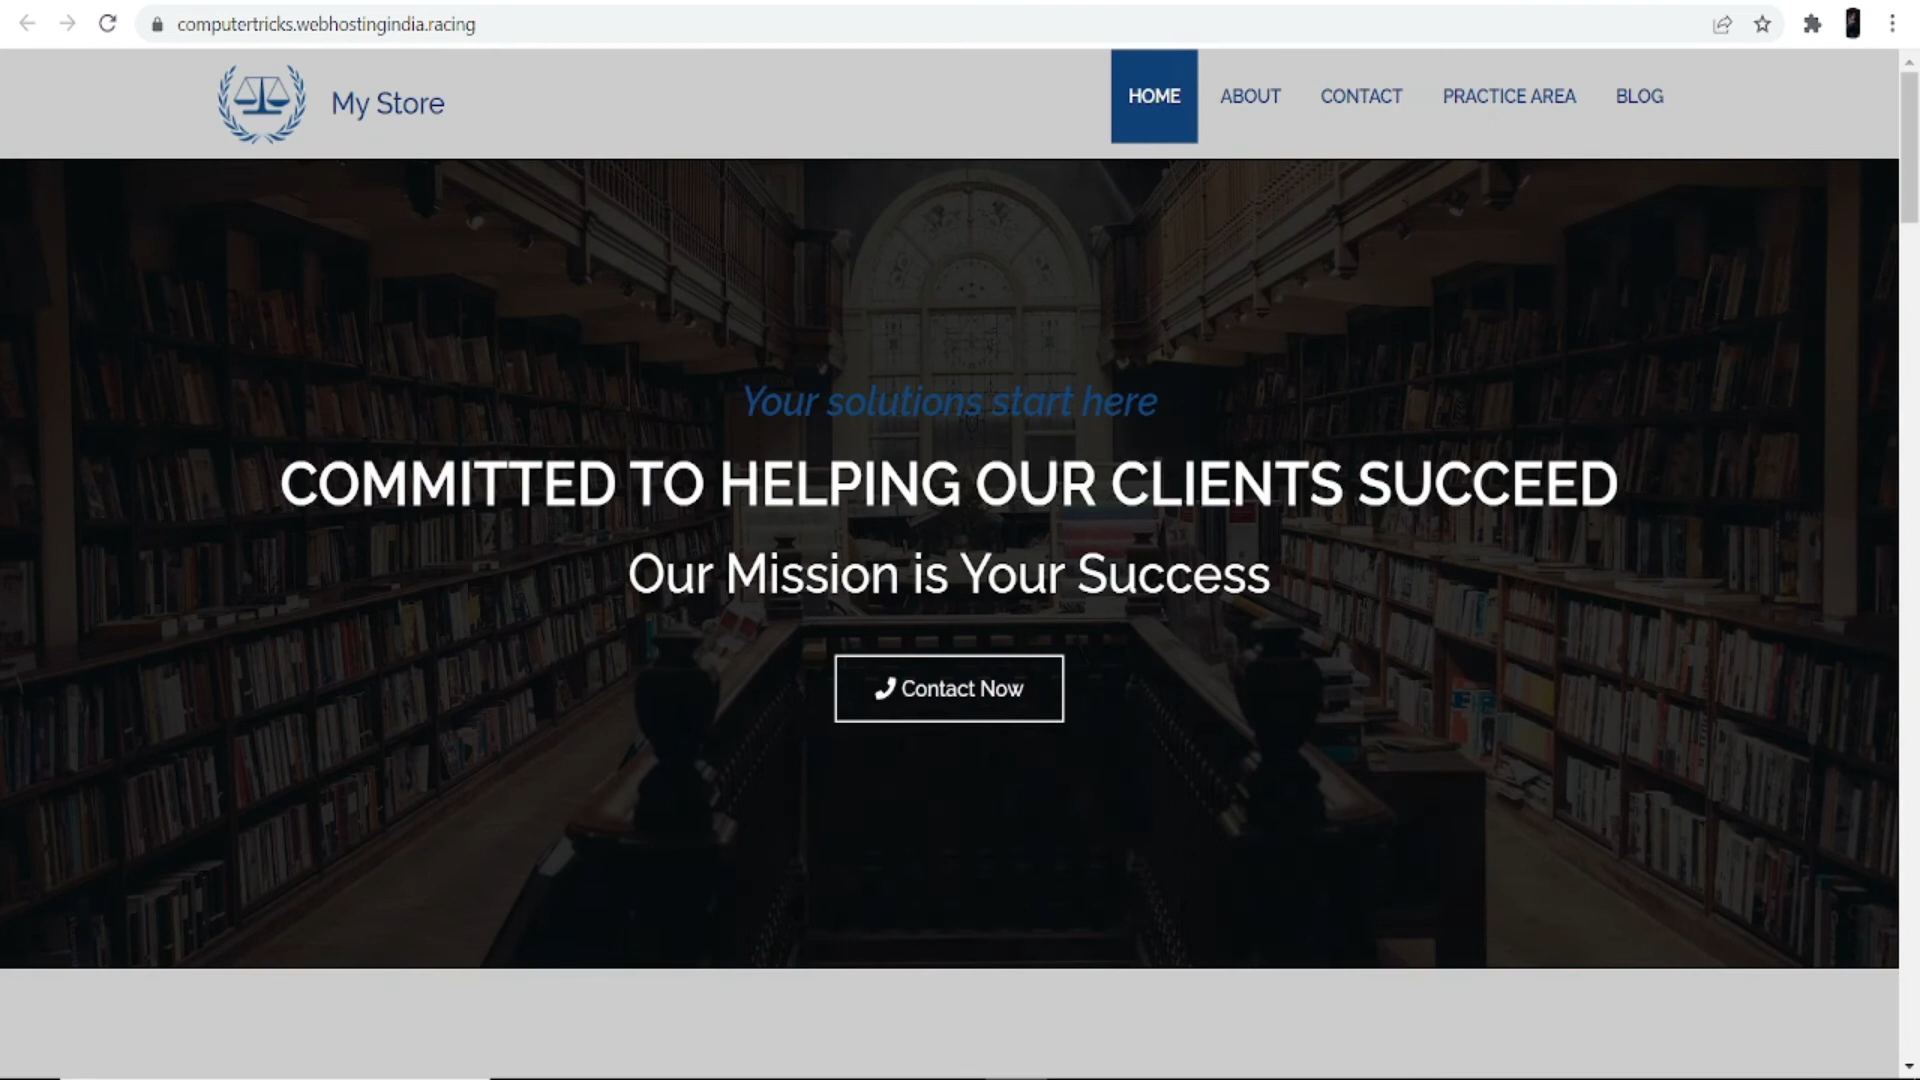 computertricks.webhostingindia.racing
My Store
HOME ABOUT CONTACT PRACTICE AREA BLOG
Your solutions start here
COMMITTED TO HELPING OUR CLIENTS SUCCEED
Our Mission is Your Success
Contact Now